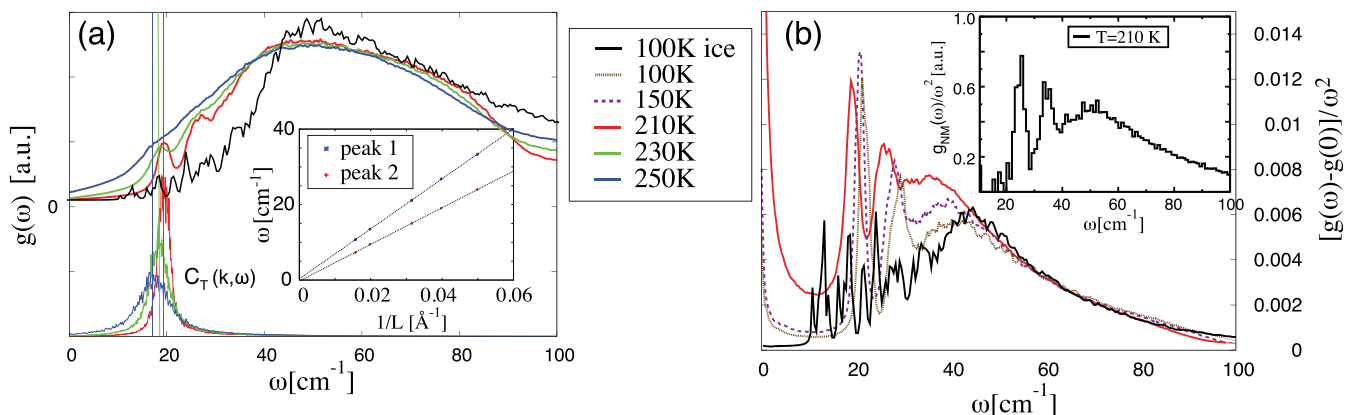 (a)
g(ω) [a.u.]
0
C_T(k,ω)
0 20 40 60 80 100
ω[cm⁻¹]
40
20
0
ω[cm⁻¹]
peak 1
peak 2
0 0.02 0.04 0.06
1/L [Å⁻¹]
100K ice
100K
150K
210K
230K
250K
(b)
1.0
0.6
0.2
g_NM(ω)/ω² [a.u.]
T=210 K
20 40 60 80 100
ω[cm⁻¹]
0.014
0.012
0.01
0.008
0.006
0.004
0.002
0
[g(ω)-g(0)]/ω²
0 20 40 60 80 100
ω[cm⁻¹]